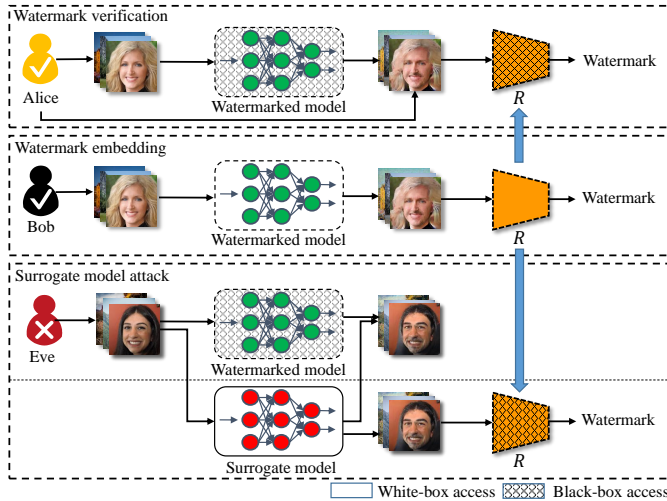 Watermark verification
Alice
Watermarked model
R
Watermark
Watermark embedding
Bob
Watermarked model
R
Watermark
Surrogate model attack
Eve
Watermarked model
Surrogate model
R
Watermark
White-box access
Black-box access